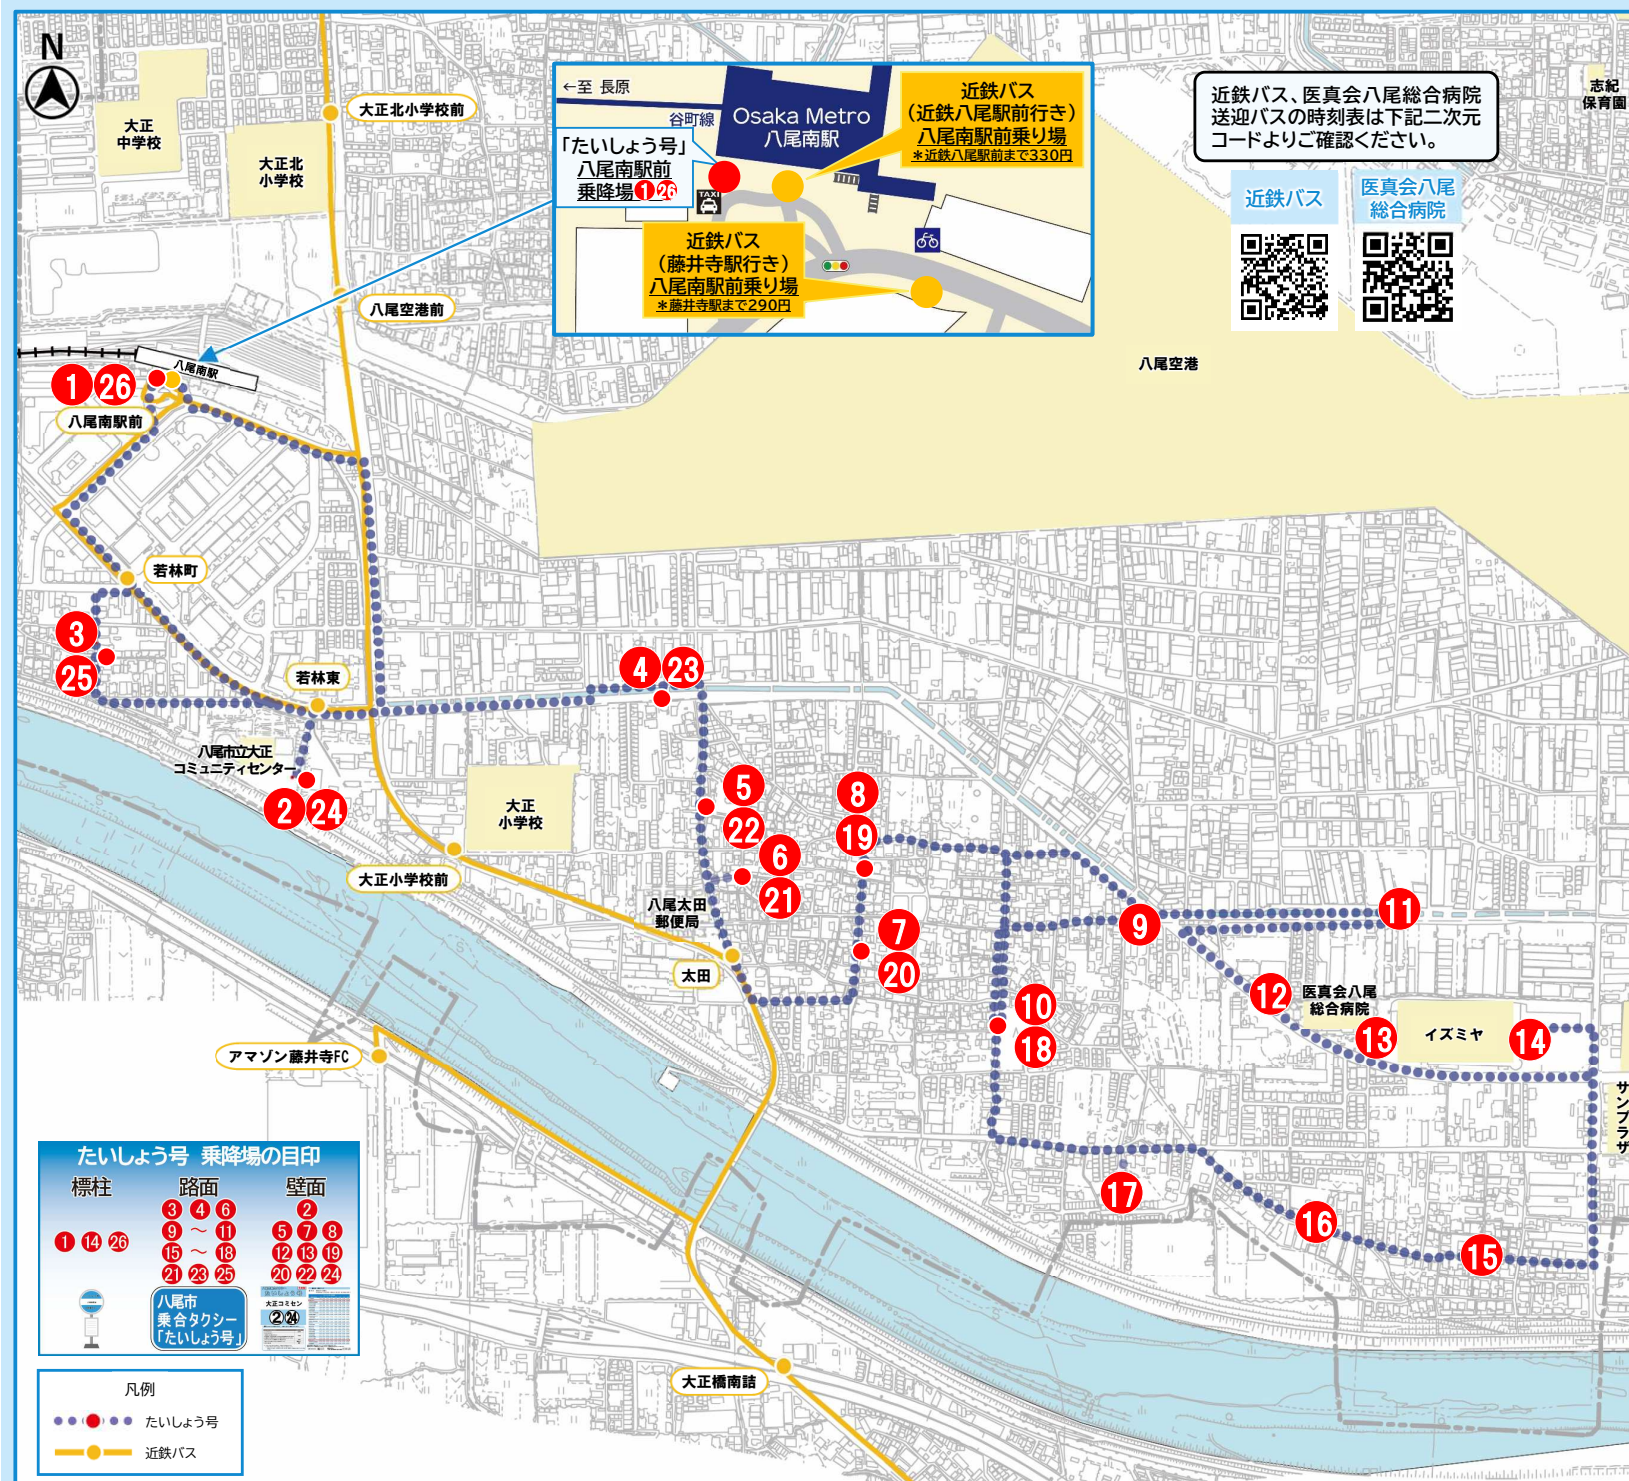 N
大正
中学校
大正北
小学校
大正北小学校前
八尾空港前
←至 長原
谷町線
Osaka Metro
八尾南駅
「たいしょう号」
八尾南駅前
乗降場 1 26
TAXI
近鉄バス
(近鉄八尾駅前行き)
八尾南駅前乗り場
*近鉄八尾駅前まで330円
近鉄バス
(藤井寺駅行き)
八尾南駅前乗り場
*藤井寺駅まで290円
近鉄バス、医真会八尾総合病院
送迎バスの時刻表は下記二次元
コードよりご確認ください。
近鉄バス
医真会八尾
総合病院
志紀
保育園
八尾空港
八尾南駅
1 26
八尾南駅前
若林町
3
25
若林東
4 23
八尾市立大正
コミュニティセンター
2 24
大正
小学校
大正小学校前
5
22
6
21
8
19
八尾太田
郵便局
太田
7
20
9
11
10
18
12
医真会八尾
総合病院
13
イズミヤ
14
サンプラザ
アマゾン藤井寺FC
17
16
15
大正橋南詰
たいしょう号 乗降場の目印
標柱
1 14 26
路面
3 4 6
9 ～ 11
15 ～ 18
21 23 25
八尾市
乗合タクシー
「たいしょう号」
壁面
2
5 7 8
12 13 19
20 22 24
大正コミセン
2 24
凡例
たいしょう号
近鉄バス